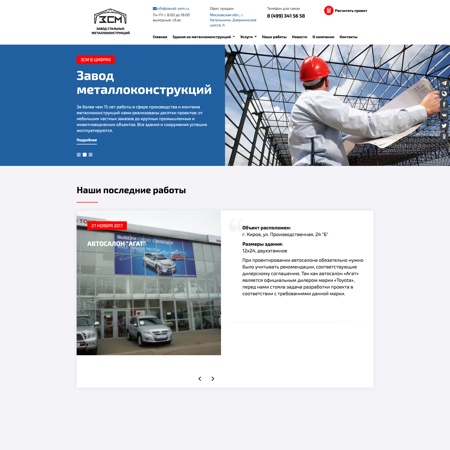 ЗСМ
ЗАВОД СТАЛЬНЫХ
МЕТАЛЛОКОНСТРУКЦИЙ
info@zavod-zsm.ru
Пн-Пт с 8:00 до 18:00
выходные: сб,вс
Офис продаж
Московская обл., г.
Котельники, Дзержинское
шоссе 4
Телефон для связи
8 (499) 341 56 58
Расчитать проект
Главная
Здания из металлоконструкций
Услуги
Наши работы
Новости
О компании
Контакты
ЗСМ В ЦИФРАХ
Завод
металлоконструкций
За более чем 15 лет работы в сфере производства и монтажа
металлоконструкций нами реализованы десятки проектов: от
небольших частных заказов до крупных промышленных и
животноводческих объектов. Все здания и сооружения успешно
эксплуатируются.
Подробнее
Наши последние работы
27 НОЯБРЯ 2017
АВТОСАЛОН "АГАТ"
Объект расположен:
г. Киров, ул. Производственная, 24 "Б"
Размеры здания:
12х24, двухэтажное
При проектировании автосалона обязательно нужно
было учитывать рекомендации, соответствующие
дилерскому соглашению. Так как автосалон «Агат»
является официальным дилером марки «Toyota»,
перед нами стояла задача разработки проекта в
соответствии с требованиями данной марки.